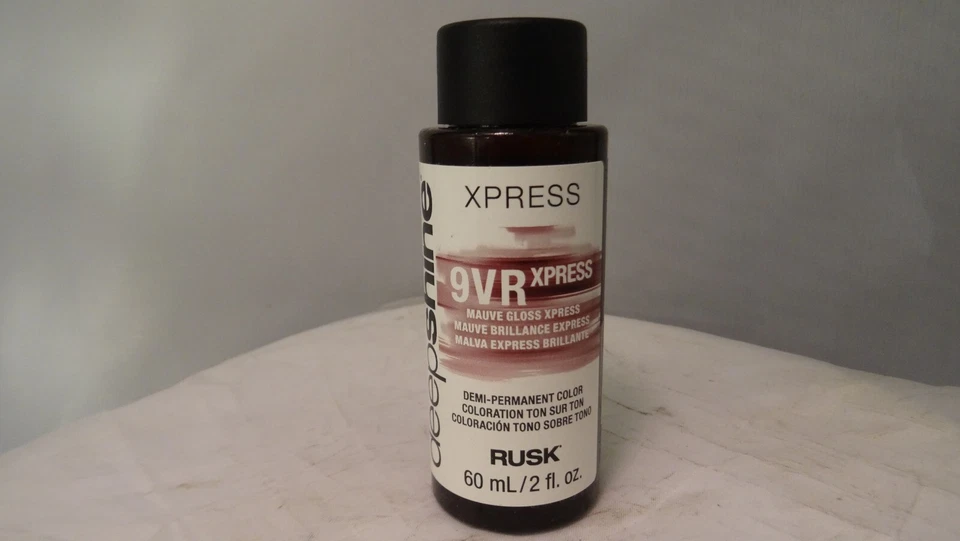 XPRESS
deepshine
9VR XPRESS
MAUVE GLOSS XPRESS
MAUVE BRILLANCE EXPRESS
MALVA EXPRESS BRILLANTE
DEMI-PERMANENT COLOR
COLORATION TON SUR TON
COLORACIÓN TONO SOBRE TONO
RUSK™
60 mL/2 fl. oz.